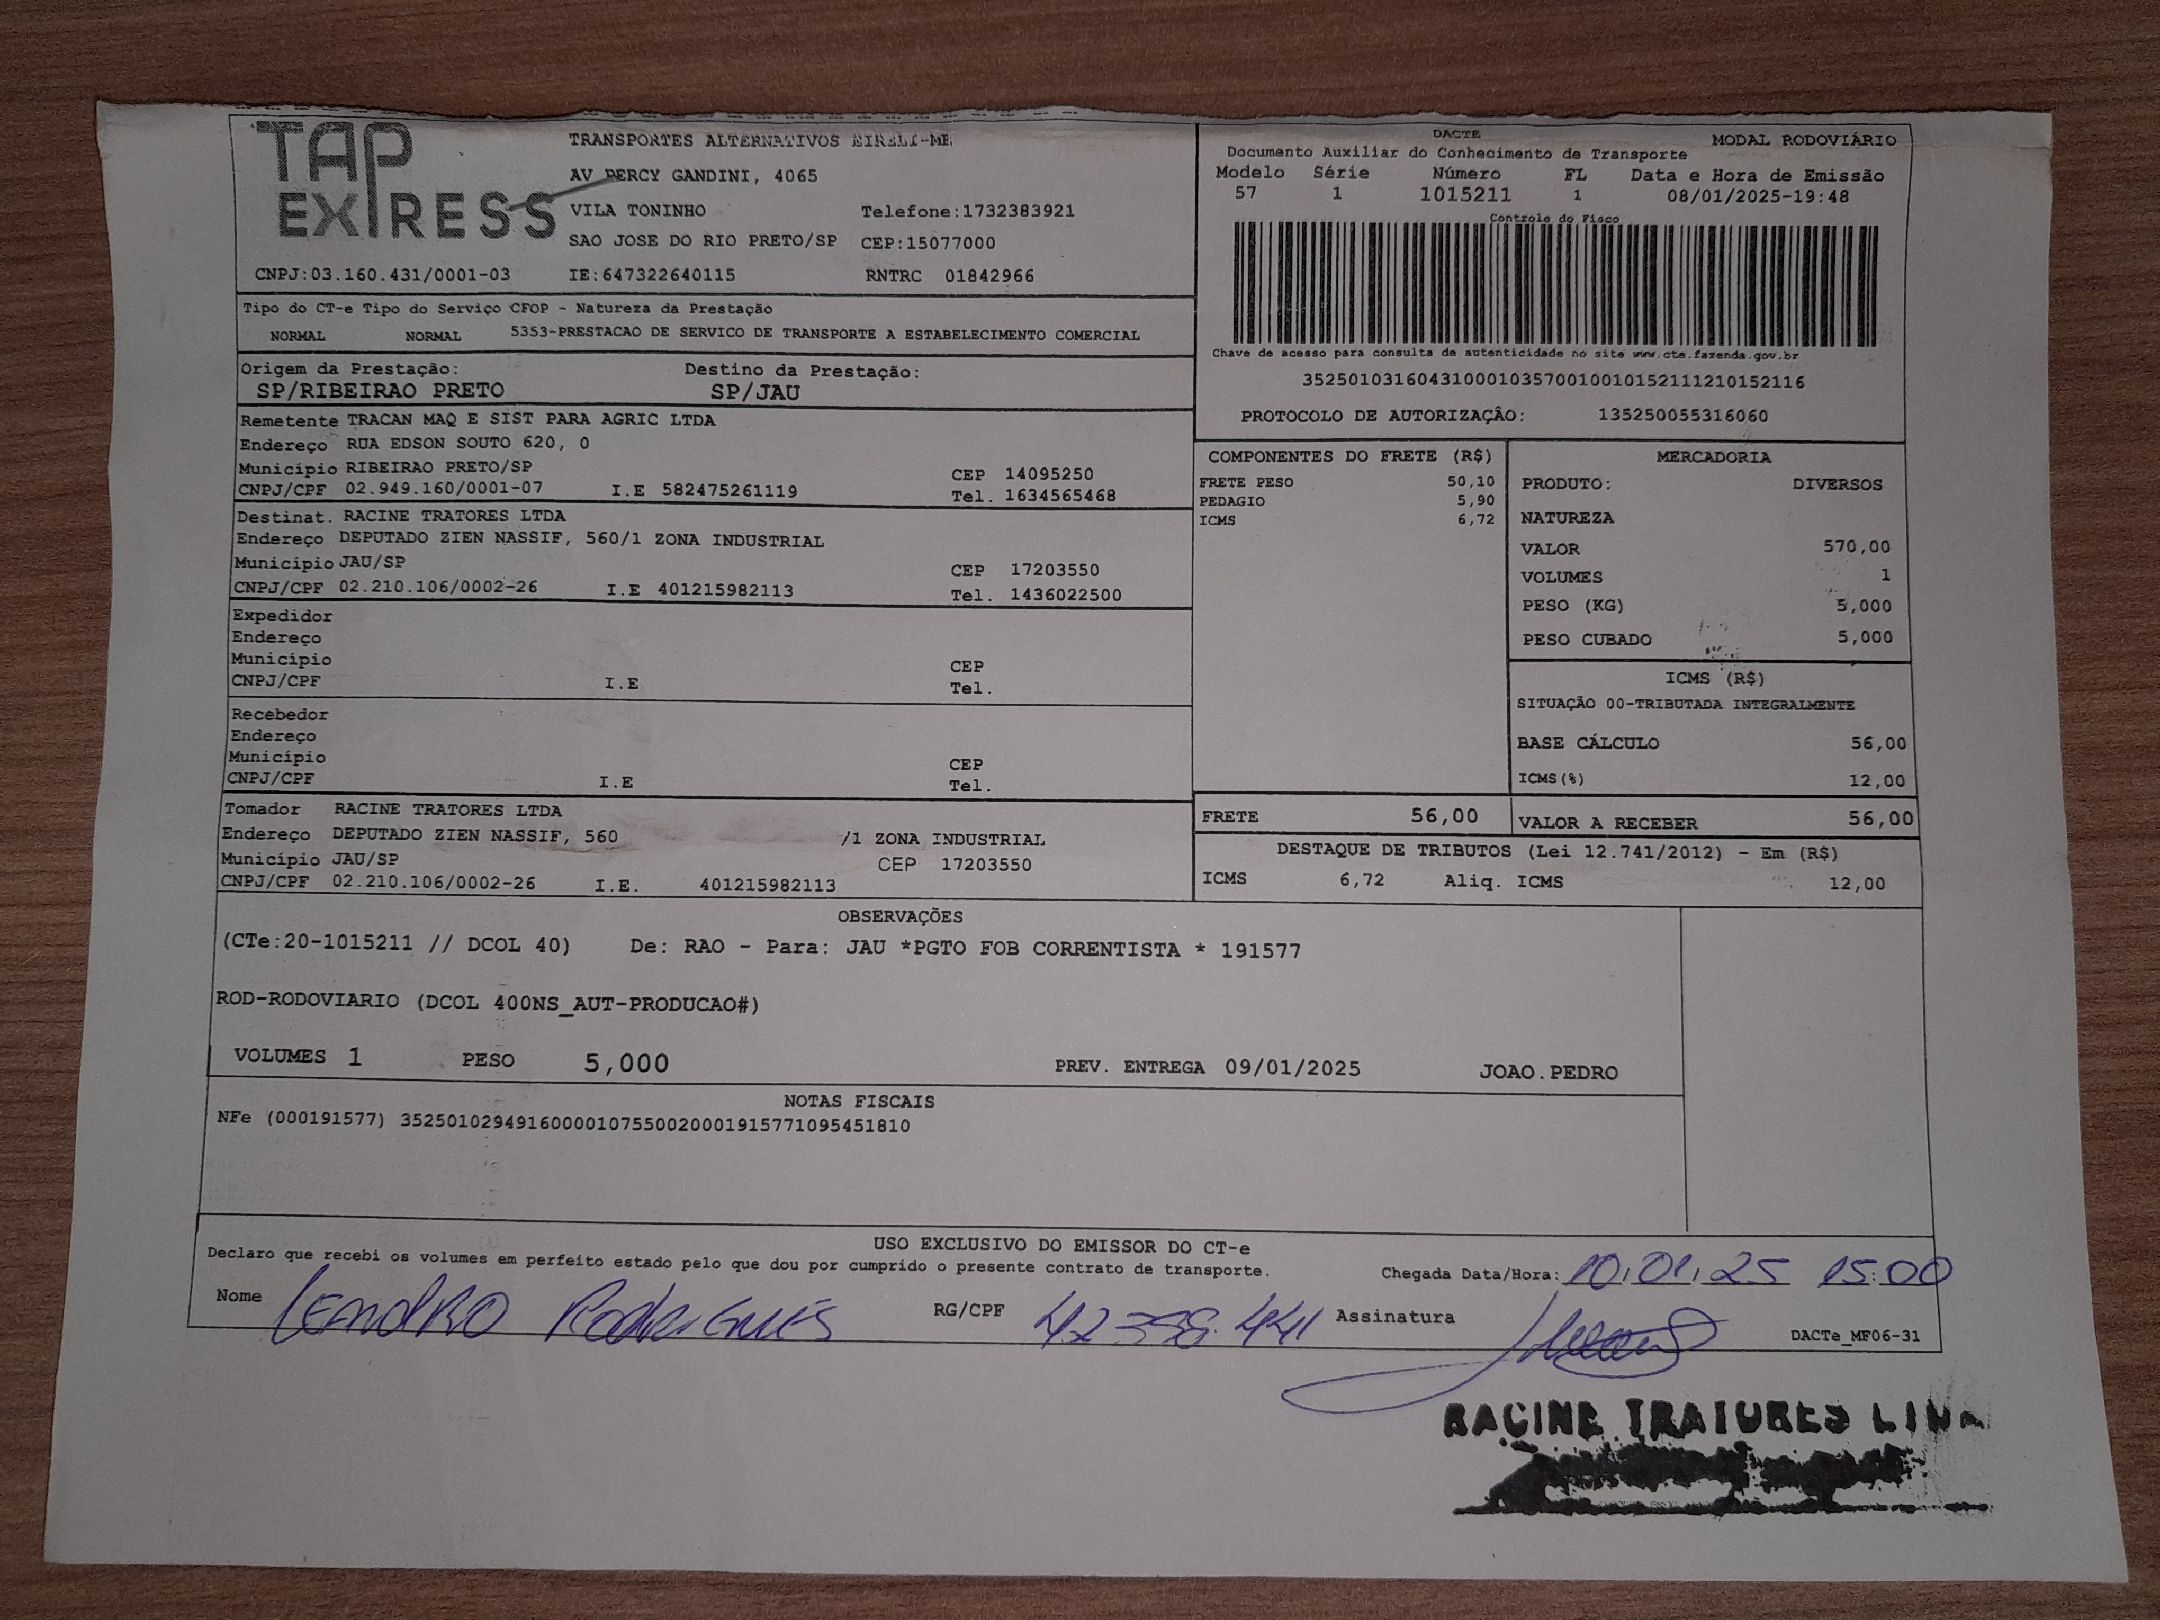 TAP EXPRESS
TRANSPORTES ALTERNATIVOS EIRELI-ME
AV PERCY GANDINI, 4065
VILA TONINHO Telefone:1732383921
SAO JOSE DO RIO PRETO/SP CEP:15077000
CNPJ:03.160.431/0001-03 IE:647322640115 RNTRC 01842966
DACTE MODAL RODOVIÁRIO
Documento Auxiliar do Conhecimento de Transporte
Modelo Série Número FL Data e Hora de Emissão
57 1 1015211 1 08/01/2025-19:48
Controle do Fisco
Chave de acesso para consulta de autenticidade no site www.cte.fazenda.gov.br
35250103160431000103570010010152111210152116
PROTOCOLO DE AUTORIZAÇÂO: 135250055316060
Tipo do CT-e Tipo do Serviço CFOP - Natureza da Prestação
NORMAL NORMAL 5353-PRESTACAO DE SERVICO DE TRANSPORTE A ESTABELECIMENTO COMERCIAL
Origem da Prestação: Destino da Prestação:
SP/RIBEIRAO PRETO SP/JAU
Remetente TRACAN MAQ E SIST PARA AGRIC LTDA
Endereço RUA EDSON SOUTO 620, 0
Município RIBEIRAO PRETO/SP CEP 14095250
CNPJ/CPF 02.949.160/0001-07 I.E 582475261119 Tel. 1634565468
Destinat. RACINE TRATORES LTDA
Endereço DEPUTADO ZIEN NASSIF, 560/1 ZONA INDUSTRIAL
Município JAU/SP CEP 17203550
CNPJ/CPF 02.210.106/0002-26 I.E 401215982113 Tel. 1436022500
Expedidor
Endereço
Município CEP
CNPJ/CPF I.E Tel.
Recebedor
Endereço
Município CEP
CNPJ/CPF I.E Tel.
Tomador RACINE TRATORES LTDA
Endereço DEPUTADO ZIEN NASSIF, 560 /1 ZONA INDUSTRIAL
Município JAU/SP CEP 17203550
CNPJ/CPF 02.210.106/0002-26 I.E. 401215982113
COMPONENTES DO FRETE (R$)
FRETE PESO 50,10
PEDAGIO 5,90
ICMS 6,72
MERCADORIA
PRODUTO: DIVERSOS
NATUREZA
VALOR 570,00
VOLUMES 1
PESO (KG) 5,000
PESO CUBADO 5,000
ICMS (R$)
SITUAÇÃO 00-TRIBUTADA INTEGRALMENTE
BASE CÁLCULO 56,00
ICMS(%) 12,00
FRETE 56,00 VALOR A RECEBER 56,00
DESTAQUE DE TRIBUTOS (Lei 12.741/2012) - Em (R$)
ICMS 6,72 Aliq. ICMS 12,00
OBSERVAÇÕES
(CTe:20-1015211 // DCOL 40) De: RAO - Para: JAU *PGTO FOB CORRENTISTA * 191577
ROD-RODOVIARIO (DCOL 400NS_AUT-PRODUCAO#)
VOLUMES 1 PESO 5,000 PREV. ENTREGA 09/01/2025 JOAO.PEDRO
NOTAS FISCAIS
NFe (000191577) 35250102949160000107550020001915771095451810
USO EXCLUSIVO DO EMISSOR DO CT-e
Declaro que recebi os volumes em perfeito estado pelo que dou por cumprido o presente contrato de transporte. Chegada Data/Hora: 10.01.25 15:00
Nome LEANDRO RODRIGUES RG/CPF 42 398.441 Assinatura
DACTe_MF06-31
RACINE TRATORES LTDA